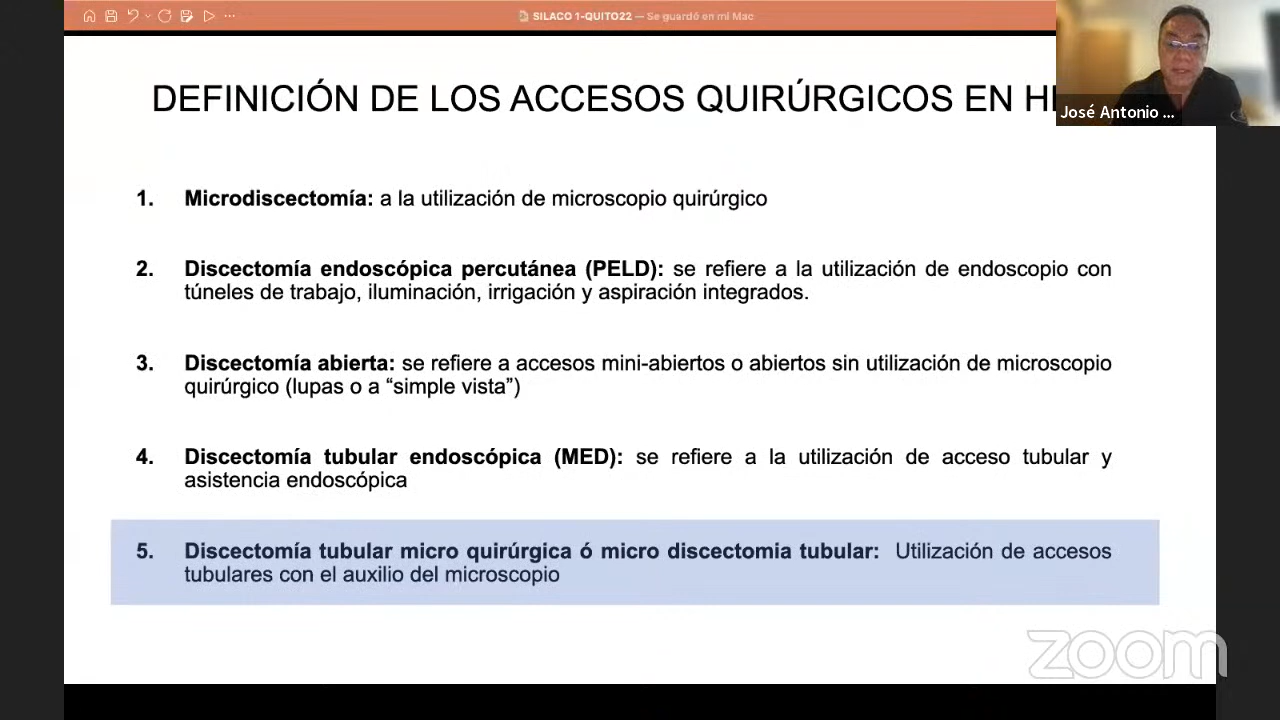 SILACO 1-QUITO22 — Se guardó en mi Mac
DEFINICIÓN DE LOS ACCESOS QUIRÚRGICOS EN
José Antonio ...
1. Microdiscectomía: a la utilización de microscopio quirúrgico
2. Discectomía endoscópica percutánea (PELD): se refiere a la utilización de endoscopio con
túneles de trabajo, iluminación, irrigación y aspiración integrados.
3. Discectomía abierta: se refiere a accesos mini-abiertos o abiertos sin utilización de microscopio
quirúrgico (lupas o a “simple vista”)
4. Discectomía tubular endoscópica (MED): se refiere a la utilización de acceso tubular y
asistencia endoscópica
5. Discectomía tubular micro quirúrgica ó micro discectomia tubular: Utilización de accesos
tubulares con el auxilio del microscopio
zoom